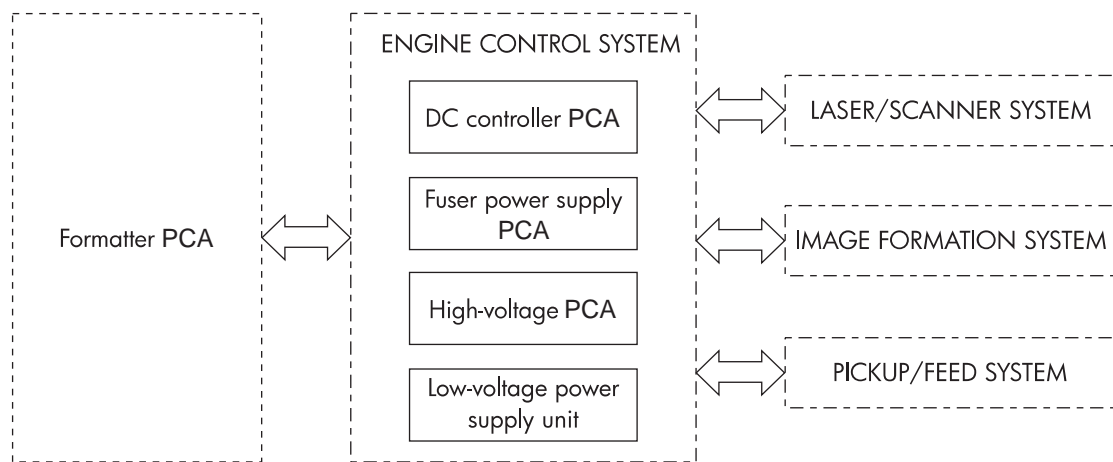 Formatter PCA
ENGINE CONTROL SYSTEM
DC controller PCA
Fuser power supply
PCA
High-voltage PCA
Low-voltage power
supply unit
LASER/SCANNER SYSTEM
IMAGE FORMATION SYSTEM
PICKUP/FEED SYSTEM